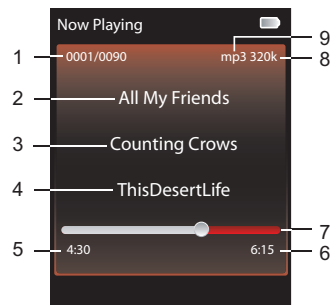 Now Playing
9
1
0001/0090
mp3 320k
8
2
All My Friends
3
Counting Crows
4
ThisDesertLife
7
5
4:30
6:15
6